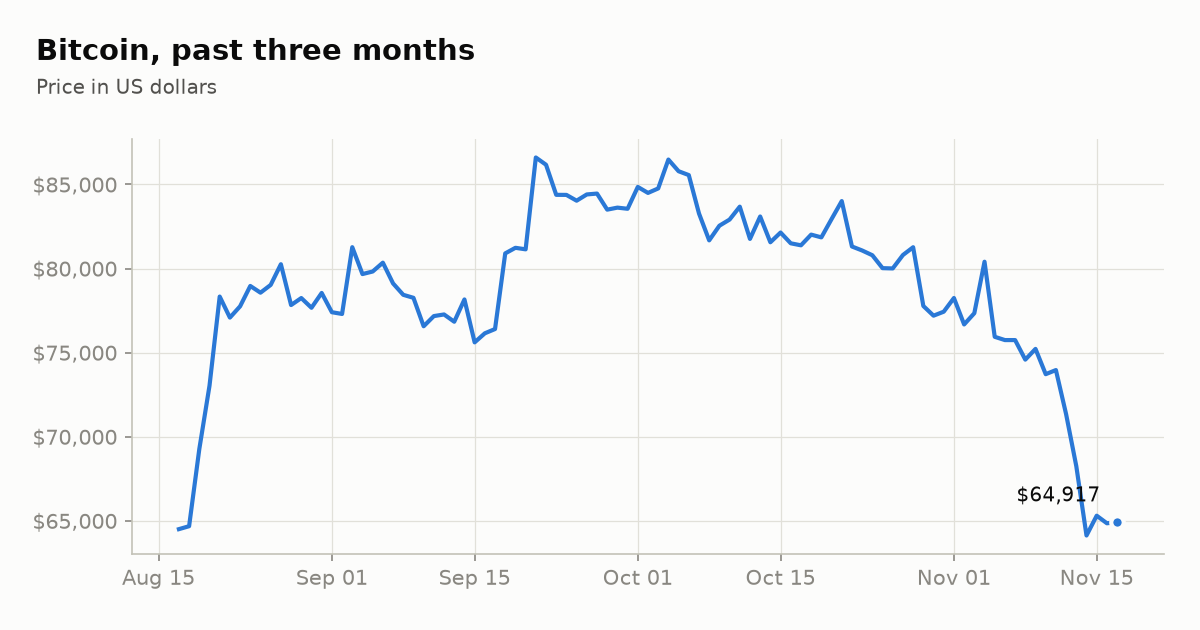 Bitcoin, past three months
Price in US dollars
$85,000
$80,000
$75,000
$70,000
$65,000
$64,917
Aug 15
Sep 01
Sep 15
Oct 01
Oct 15
Nov 01
Nov 15